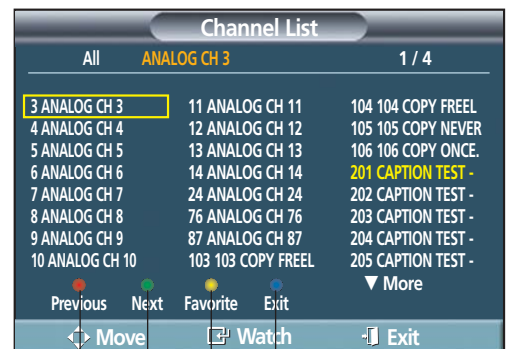 Channel List
All ANALOG CH 3 1 / 4
3 ANALOG CH 3 11 ANALOG CH 11 104 104 COPY FREEL
4 ANALOG CH 4 12 ANALOG CH 12 105 105 COPY NEVER
5 ANALOG CH 5 13 ANALOG CH 13 106 106 COPY ONCE.
6 ANALOG CH 6 14 ANALOG CH 14 201 CAPTION TEST -
7 ANALOG CH 7 24 ANALOG CH 24 202 CAPTION TEST -
8 ANALOG CH 8 76 ANALOG CH 76 203 CAPTION TEST -
9 ANALOG CH 9 87 ANALOG CH 87 204 CAPTION TEST -
10 ANALOG CH 10 103 103 COPY FREEL 205 CAPTION TEST -
▼ More
Previous Next Favorite Exit
Move Watch Exit